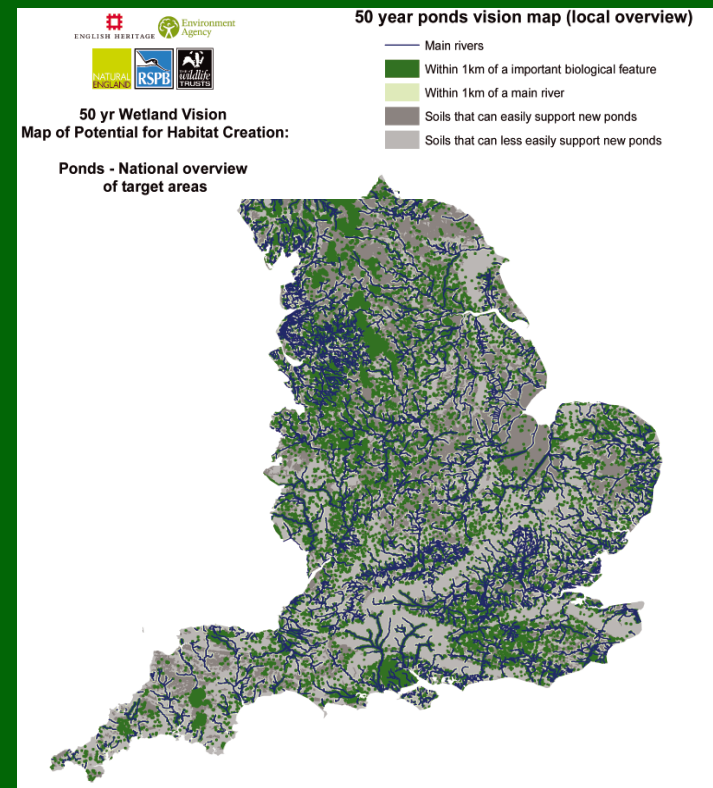 ENGLISH HERITAGE
Environment
Agency
NATURAL
ENGLAND
RSPB
wildlife
TRUSTS
50 yr Wetland Vision
Map of Potential for Habitat Creation:
Ponds - National overview
of target areas
50 year ponds vision map (local overview)
Main rivers
Within 1km of a important biological feature
Within 1km of a main river
Soils that can easily support new ponds
Soils that can less easily support new ponds